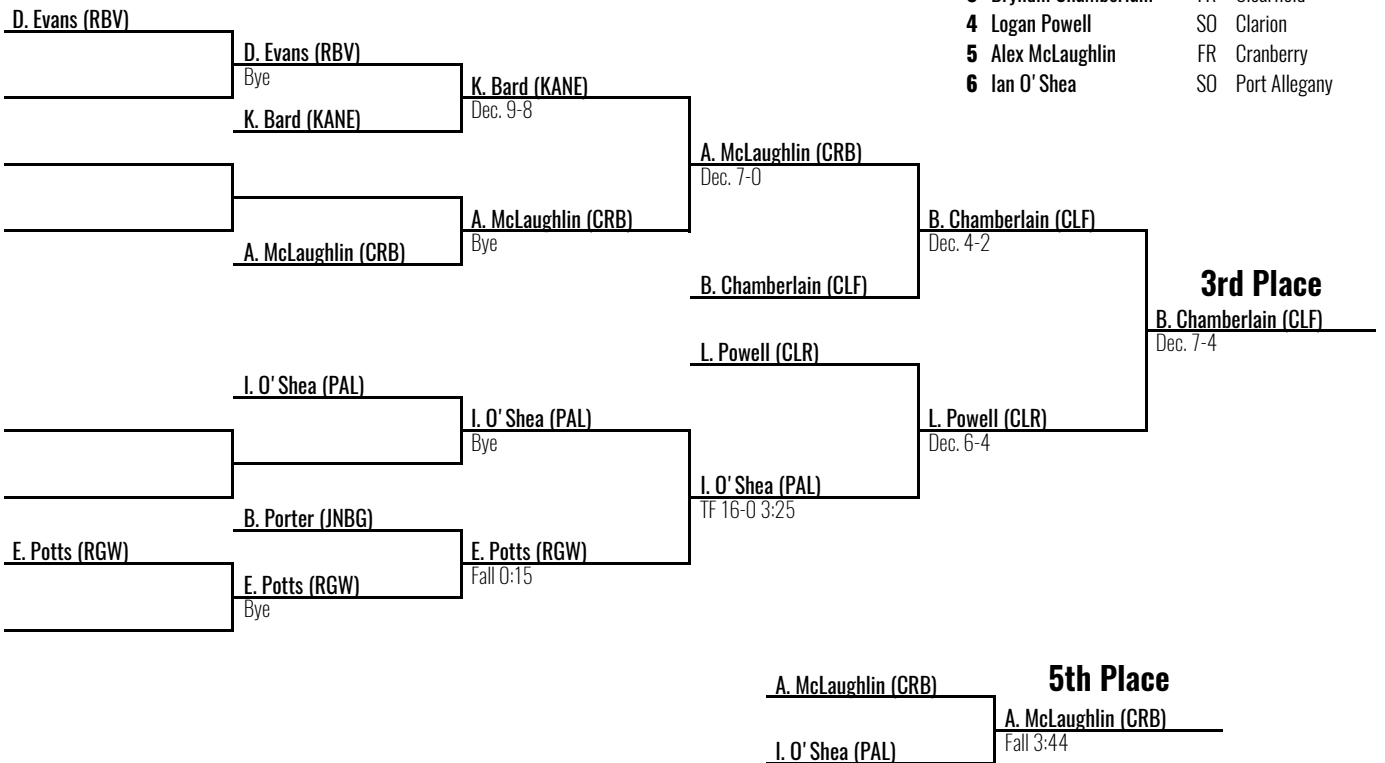 4 Logan Powell SO Clarion
5 Alex McLaughlin FR Cranberry
6 Ian O'Shea SO Port Allegany
D. Evans (RBV)
D. Evans (RBV)
Bye
K. Bard (KANE)
K. Bard (KANE)
Dec. 9-8
A. McLaughlin (CRB)
Dec. 7-0
A. McLaughlin (CRB)
A. McLaughlin (CRB)
Bye
B. Chamberlain (CLF)
B. Chamberlain (CLF)
Dec. 4-2
3rd Place
B. Chamberlain (CLF)
Dec. 7-4
L. Powell (CLR)
L. Powell (CLR)
Dec. 6-4
I. O'Shea (PAL)
I. O'Shea (PAL)
Bye
I. O'Shea (PAL)
TF 16-0 3:25
B. Porter (JNBG)
E. Potts (RGW)
E. Potts (RGW)
Bye
E. Potts (RGW)
Fall 0:15
5th Place
A. McLaughlin (CRB)
I. O'Shea (PAL)
A. McLaughlin (CRB)
Fall 3:44